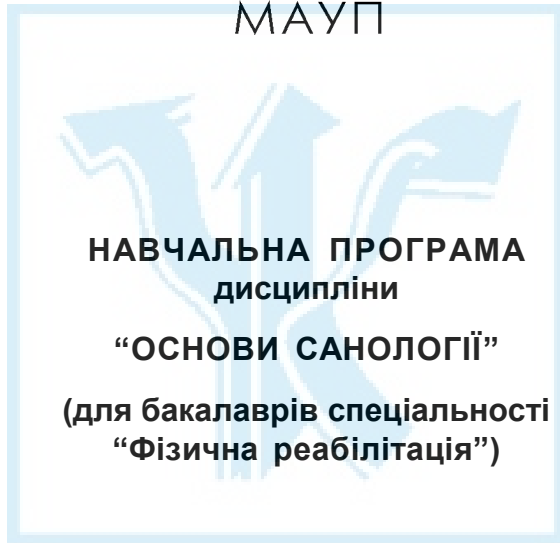 МАУП
НАВЧАЛЬНА ПРОГРАМА
дисципліни
“ОСНОВИ САНОЛОГІЇ”
(для бакалаврів спеціальності
“Фізична реабілітація”)